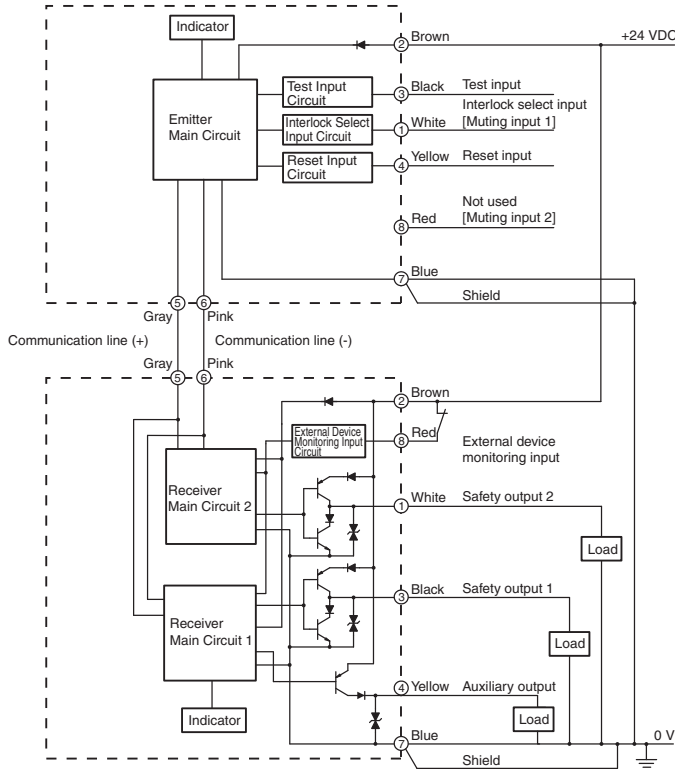 Indicator
2 Brown
+24 VDC
Emitter
Main Circuit
Test Input
Circuit
3 Black
Test input
Interlock Select
Input Circuit
1 White
Interlock select input
[Muting input 1]
Reset Input
Circuit
4 Yellow
Reset input
8 Red
Not used
[Muting input 2]
7 Blue
Shield
5 6
Gray Pink
Communication line (+) Communication line (-)
Gray Pink
5 6
2 Brown
External Device
Monitoring Input
Circuit
8 Red
External device
monitoring input
Receiver
Main Circuit 2
1 White
Safety output 2
Load
Receiver
Main Circuit 1
3 Black
Safety output 1
Load
4 Yellow
Auxiliary output
Load
Indicator
7 Blue
0 V
Shield